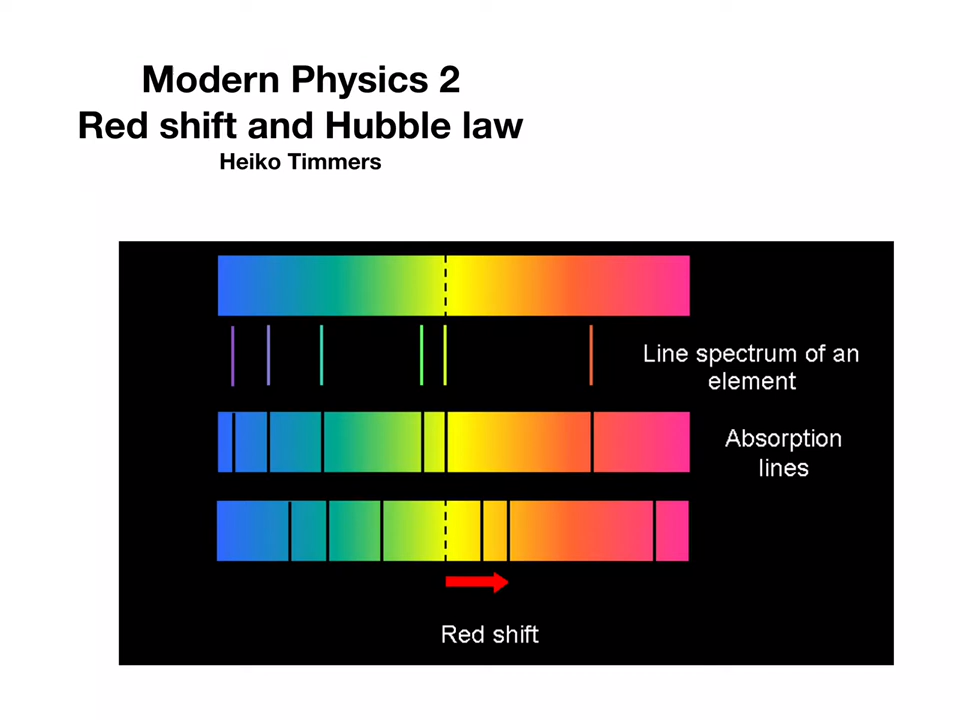 Modern Physics 2
Red shift and Hubble law
Heiko Timmers
Line spectrum of an
element
Absorption
lines
Red shift